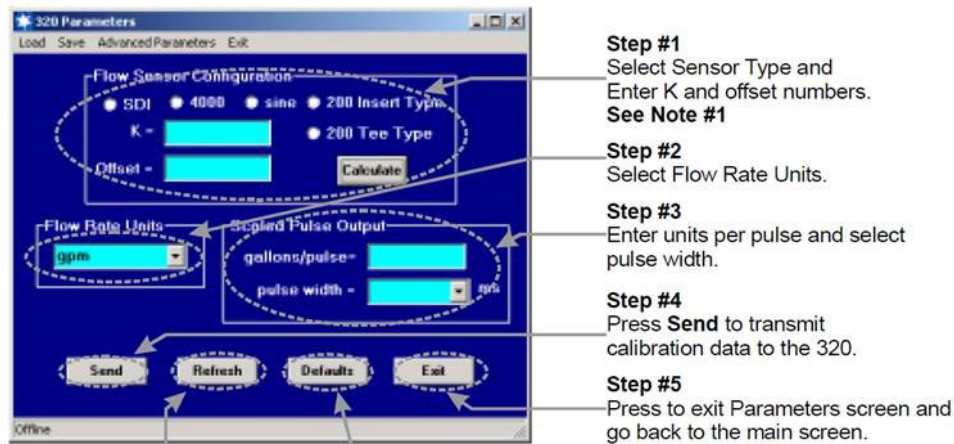 320 Parameters
Load Save Advanced Parameters Exit
Flow Sensor Configuration
SDI 4000 sine 200 Insert Type
K =
200 Tee Type
Offset =
Calculate
Flow Rate Units
gpm
Scaled Pulse Output
gallons/pulse=
pulse width = ms
Send Refresh Defaults Exit
Offline
Step #1
Select Sensor Type and
Enter K and offset numbers.
See Note #1
Step #2
Select Flow Rate Units.
Step #3
Enter units per pulse and select
pulse width.
Step #4
Press Send to transmit
calibration data to the 320.
Step #5
Press to exit Parameters screen and
go back to the main screen.